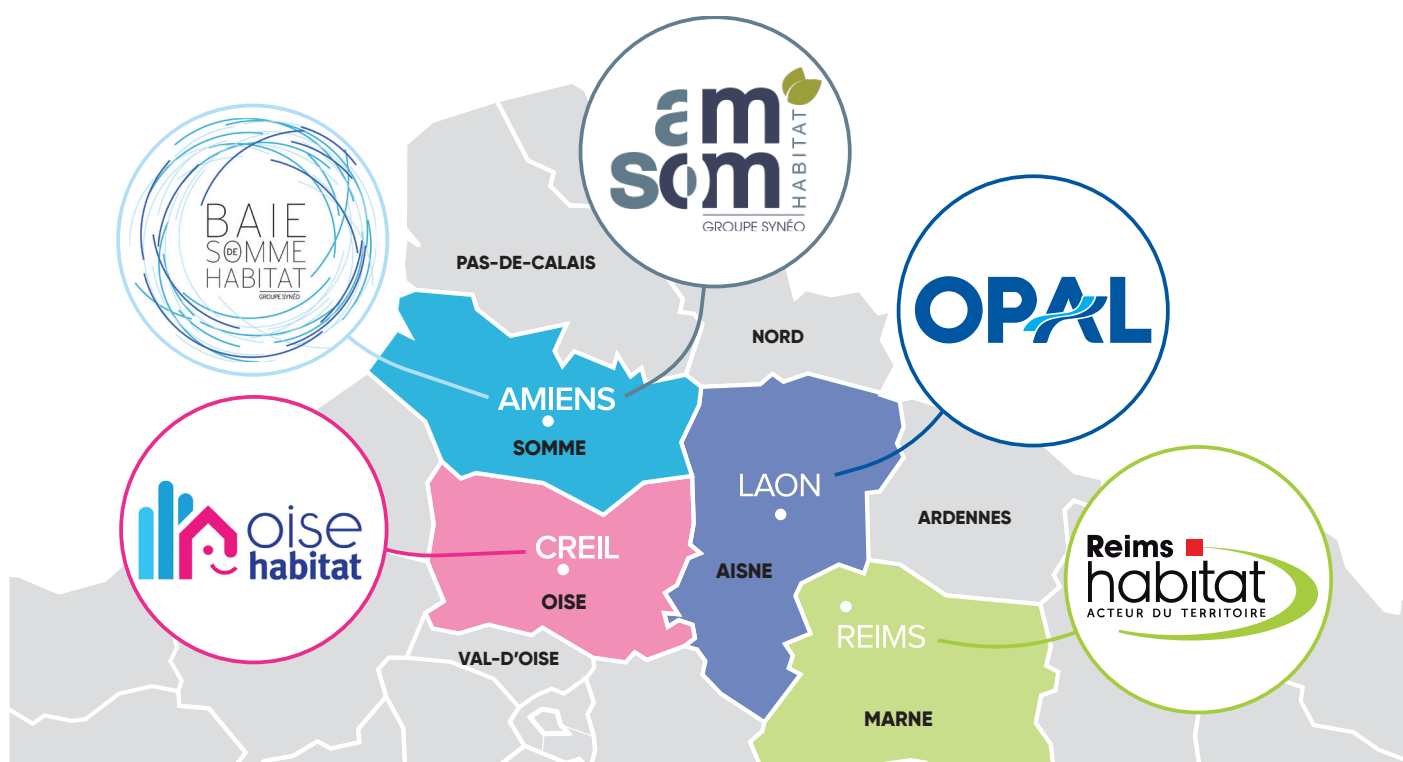 am
som
HABITAT
GROUPE SYNÉO
BAIE
DE
SOMME
HABITAT
GROUPE SYNÉO
PAS-DE-CALAIS
OPAL
NORD
AMIENS
SOMME
LAON
oise
habitat
CREIL
OISE
ARDENNES
AISNE
Reims
habitat
ACTEUR DU TERRITOIRE
REIMS
VAL-D'OISE
MARNE